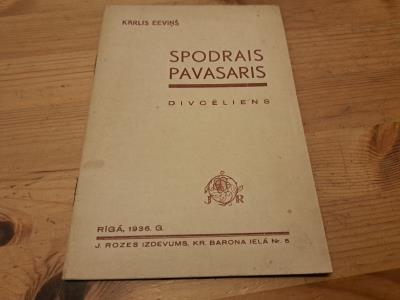 KĀRLIS EEVIŅŠ
SPODRAIS
PAVASARIS
DIVCĒLIENS
J R
RĪGĀ, 1936. G.
J. ROZES IZDEVUMS, KR. BARONA IELĀ Nr. 5.